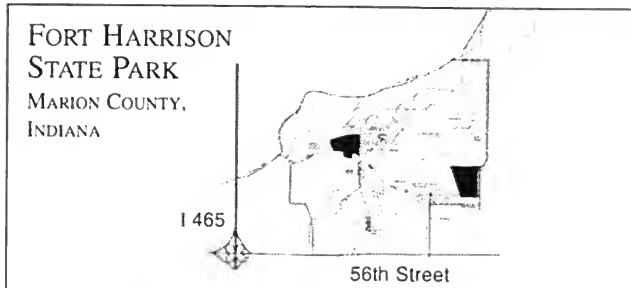 FORT HARRISON
STATE PARK
MARION COUNTY,
INDIANA
I 465
56th Street